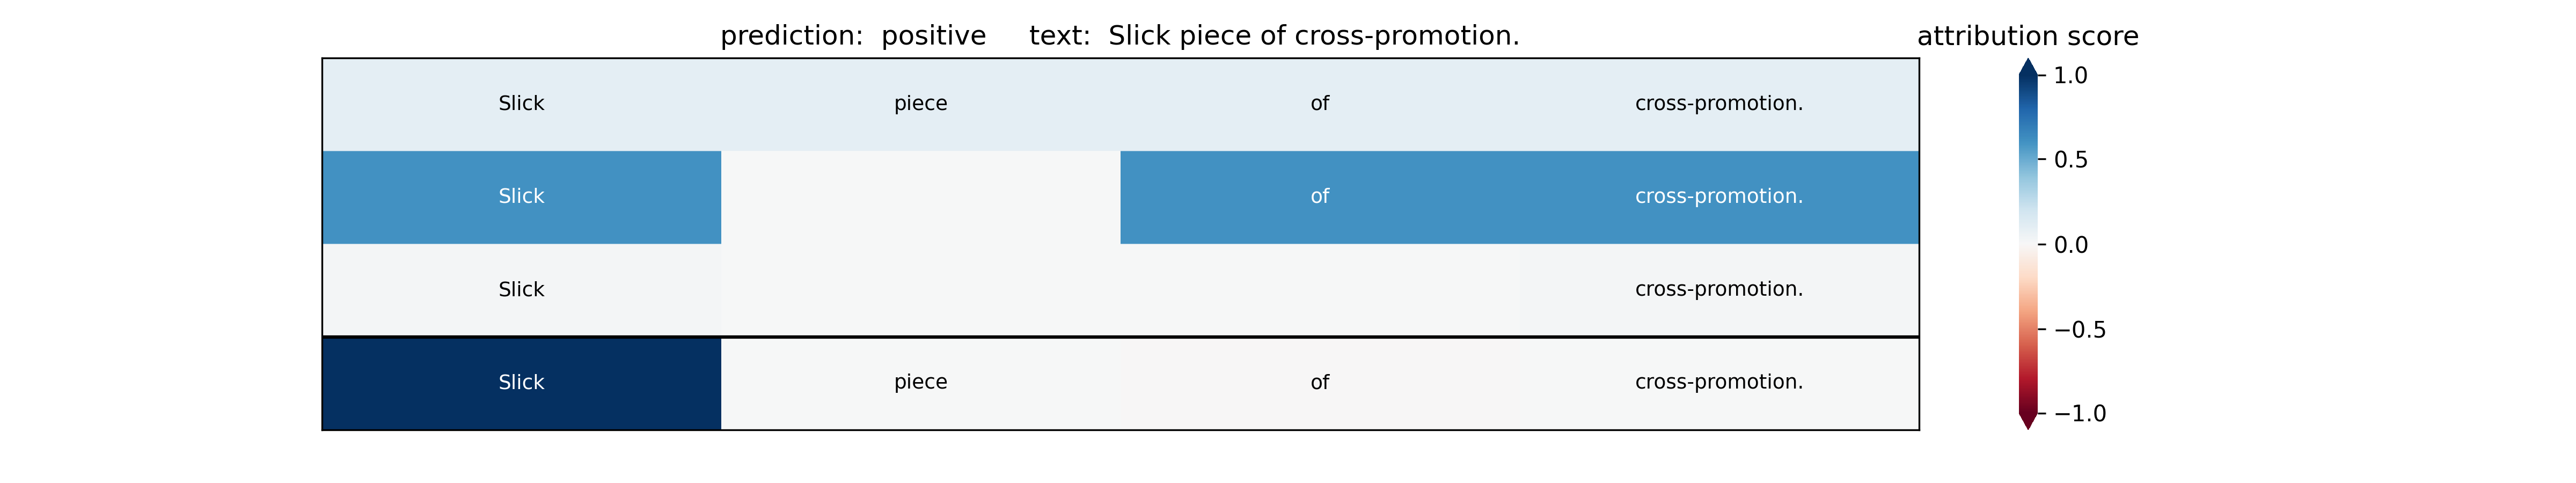 prediction:  positive     text:  Slick piece of cross-promotion.
attribution score
Slick piece of cross-promotion.
Slick of cross-promotion.
Slick cross-promotion.
Slick piece of cross-promotion.
1.0
0.5
0.0
−0.5
−1.0